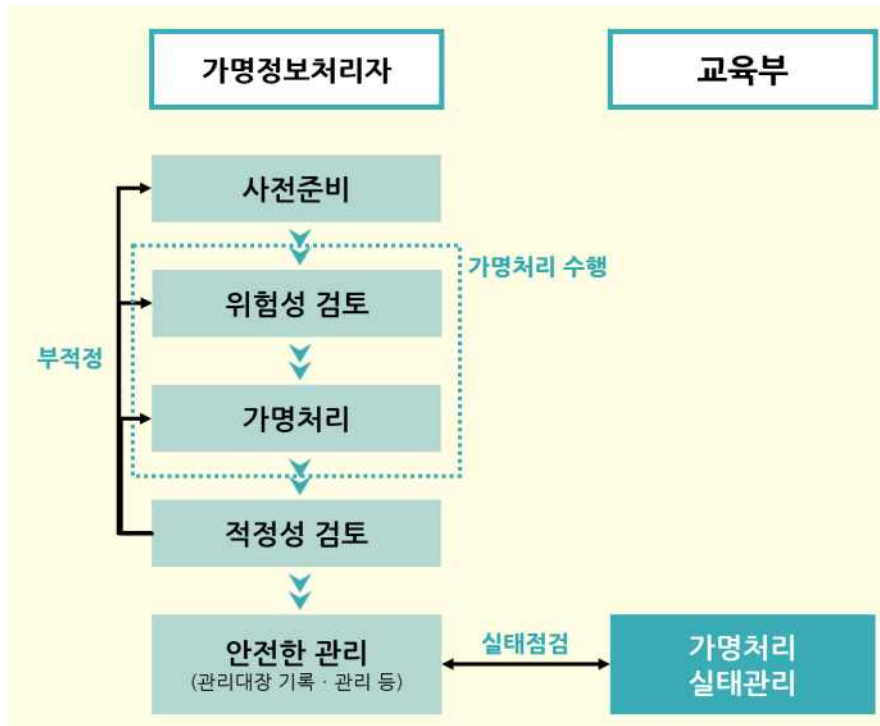 가명정보처리자
교육부
사전준비
가명처리 수행
위험성 검토
부적정
가명처리
적정성 검토
안전한 관리
(관리대장 기록 · 관리 등)
실태점검
가명처리
실태관리